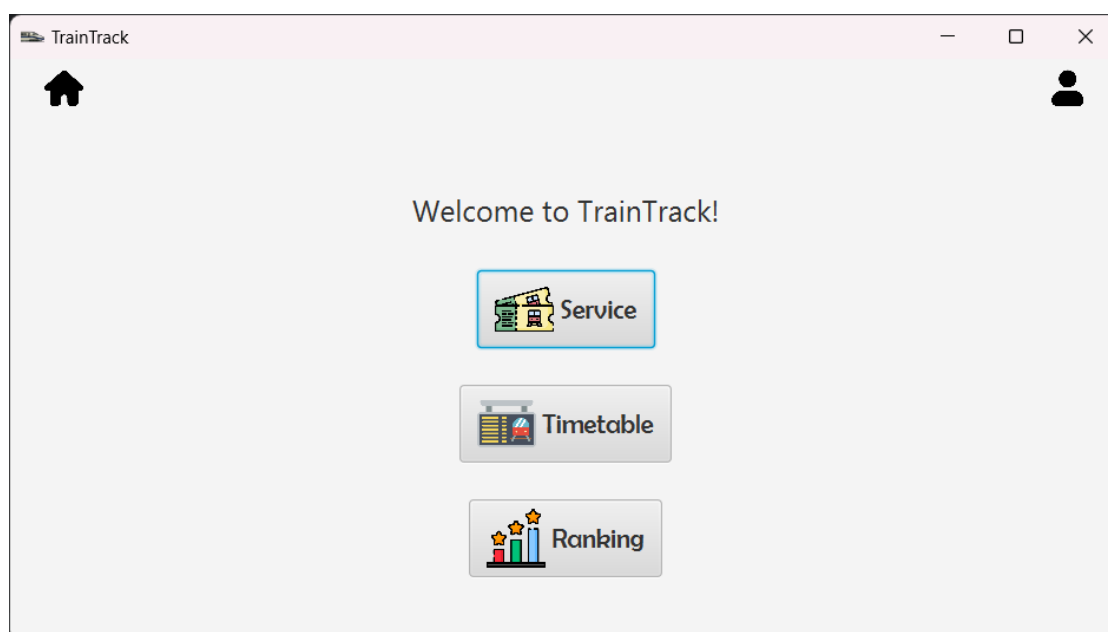 TrainTrack
Welcome to TrainTrack!
Service
Timetable
Ranking